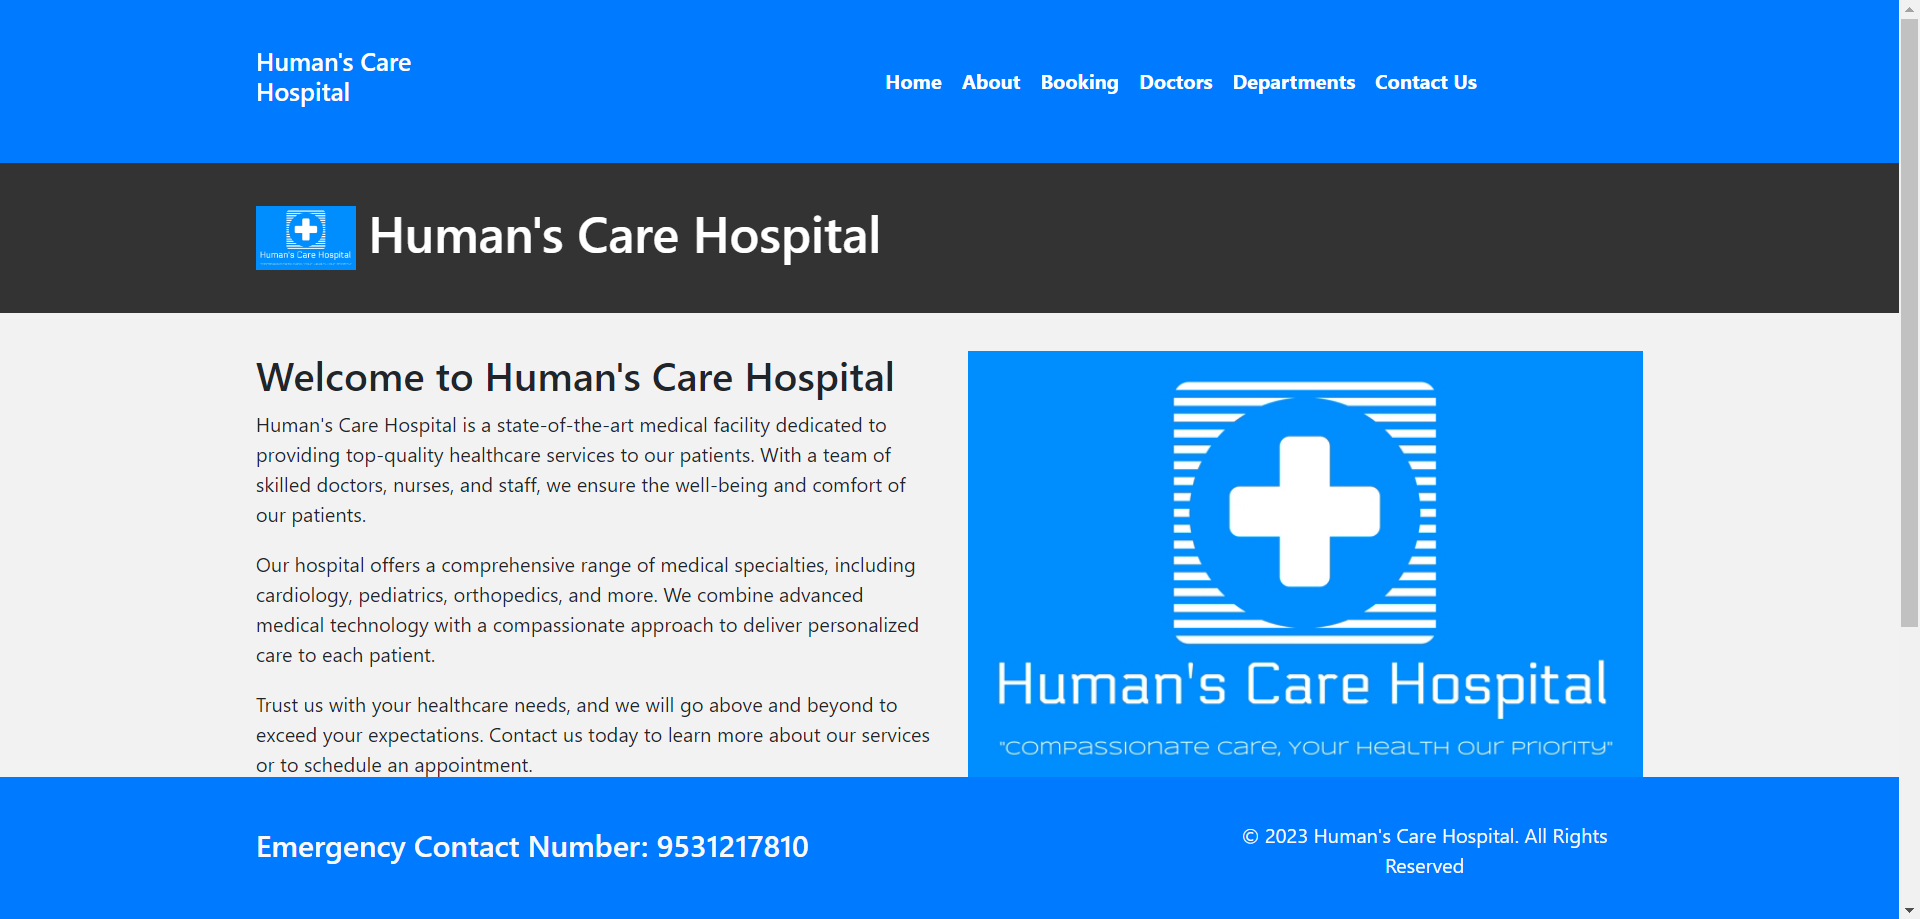 Human's Care
Hospital
Home About Booking Doctors Departments Contact Us
Human's Care Hospital
Human's Care Hospital
Welcome to Human's Care Hospital
Human's Care Hospital is a state-of-the-art medical facility dedicated to
providing top-quality healthcare services to our patients. With a team of
skilled doctors, nurses, and staff, we ensure the well-being and comfort of
our patients.
Our hospital offers a comprehensive range of medical specialties, including
cardiology, pediatrics, orthopedics, and more. We combine advanced
medical technology with a compassionate approach to deliver personalized
care to each patient.
Trust us with your healthcare needs, and we will go above and beyond to
exceed your expectations. Contact us today to learn more about our services
or to schedule an appointment.
Human's Care Hospital
"COMPASSIONATE CARE, YOUR HEALTH OUR PRIORITY"
Emergency Contact Number: 9531217810
© 2023 Human's Care Hospital. All Rights
Reserved